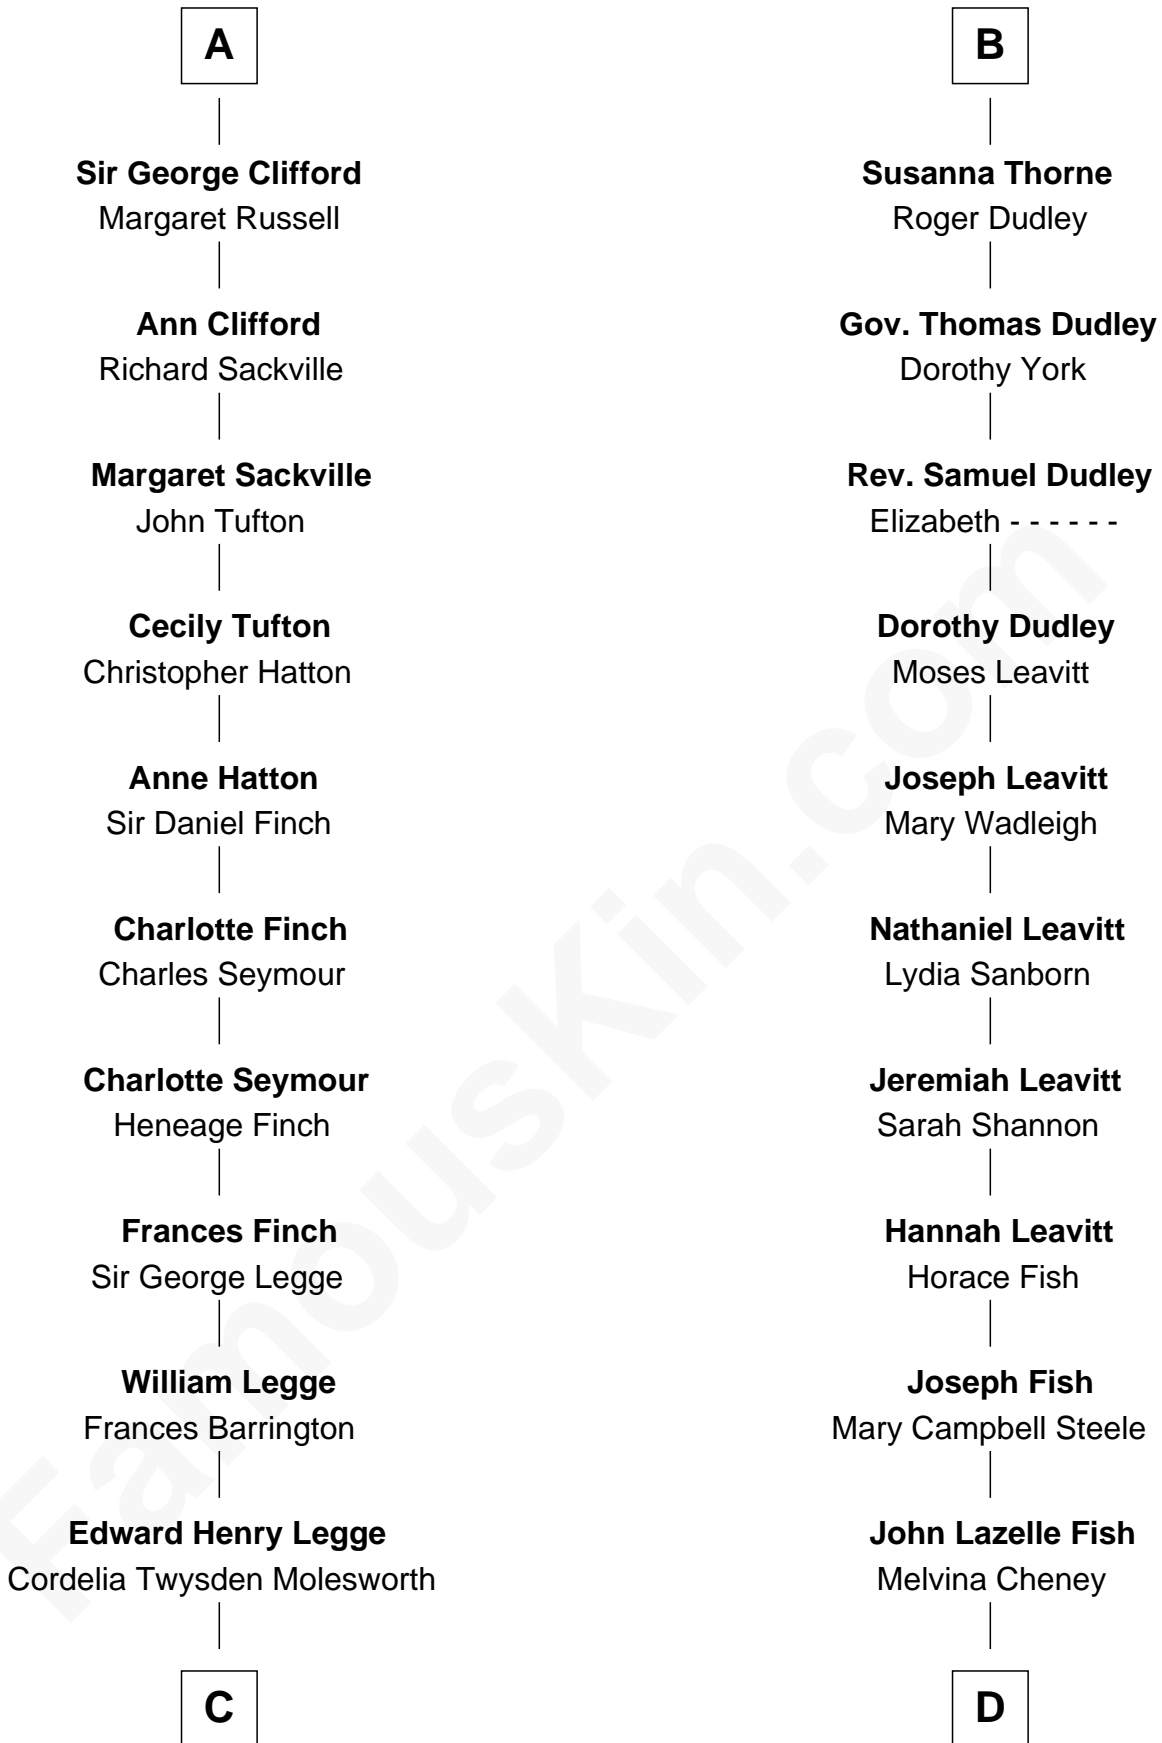 A
Sir George Clifford
Margaret Russell
Ann Clifford
Richard Sackville
Margaret Sackville
John Tufton
Cecily Tufton
Christopher Hatton
Anne Hatton
Sir Daniel Finch
Charlotte Finch
Charles Seymour
Charlotte Seymour
Heneage Finch
Frances Finch
Sir George Legge
William Legge
Frances Barrington
Edward Henry Legge
Cordelia Twysden Molesworth
C
B
Susanna Thorne
Roger Dudley
Gov. Thomas Dudley
Dorothy York
Rev. Samuel Dudley
Elizabeth - - - - - -
Dorothy Dudley
Moses Leavitt
Joseph Leavitt
Mary Wadleigh
Nathaniel Leavitt
Lydia Sanborn
Jeremiah Leavitt
Sarah Shannon
Hannah Leavitt
Horace Fish
Joseph Fish
Mary Campbell Steele
John Lazelle Fish
Melvina Cheney
D
FamousKin.com